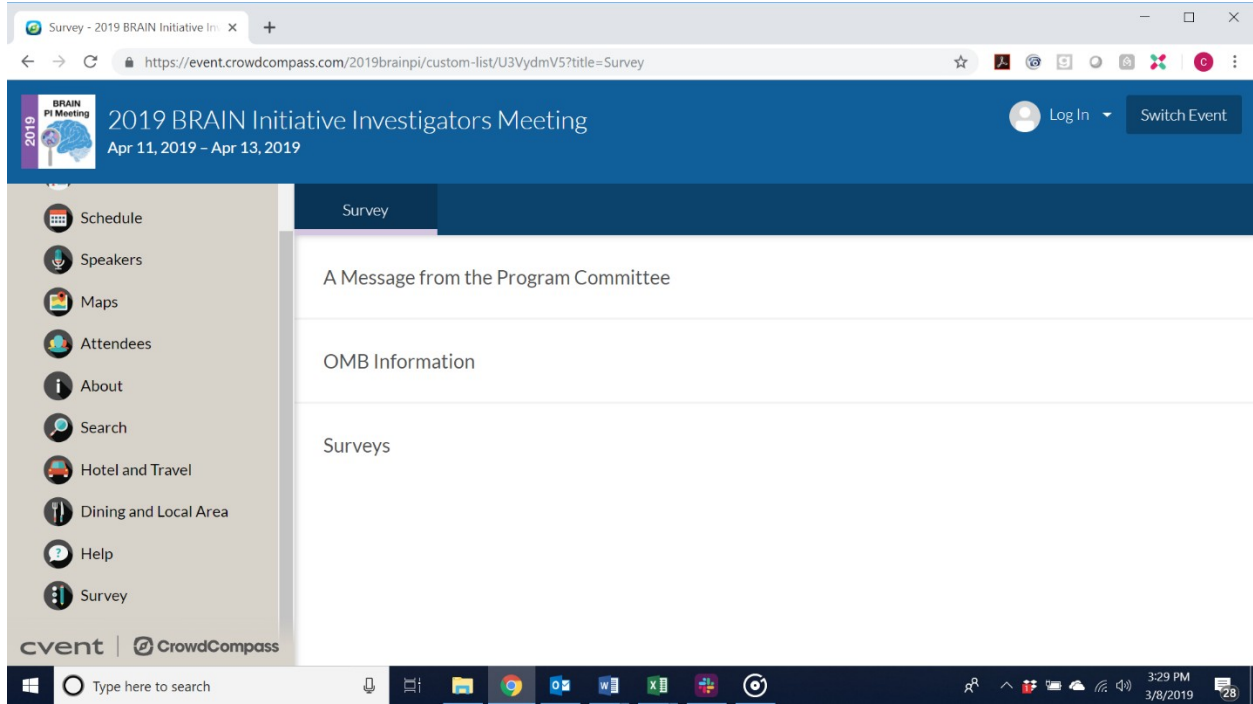 Survey - 2019 BRAIN Initiative In
https://event.crowdcompass.com/2019brainpi/custom-list/U3VydmV5?title=Survey
C
2019
BRAIN
PI Meeting
2019 BRAIN Initiative Investigators Meeting
Apr 11, 2019 – Apr 13, 2019
Log In
Switch Event
Schedule
Speakers
Maps
Attendees
About
Search
Hotel and Travel
Dining and Local Area
Help
Survey
cvent | CrowdCompass
Survey
A Message from the Program Committee
OMB Information
Surveys
Type here to search
3:29 PM
3/8/2019
28